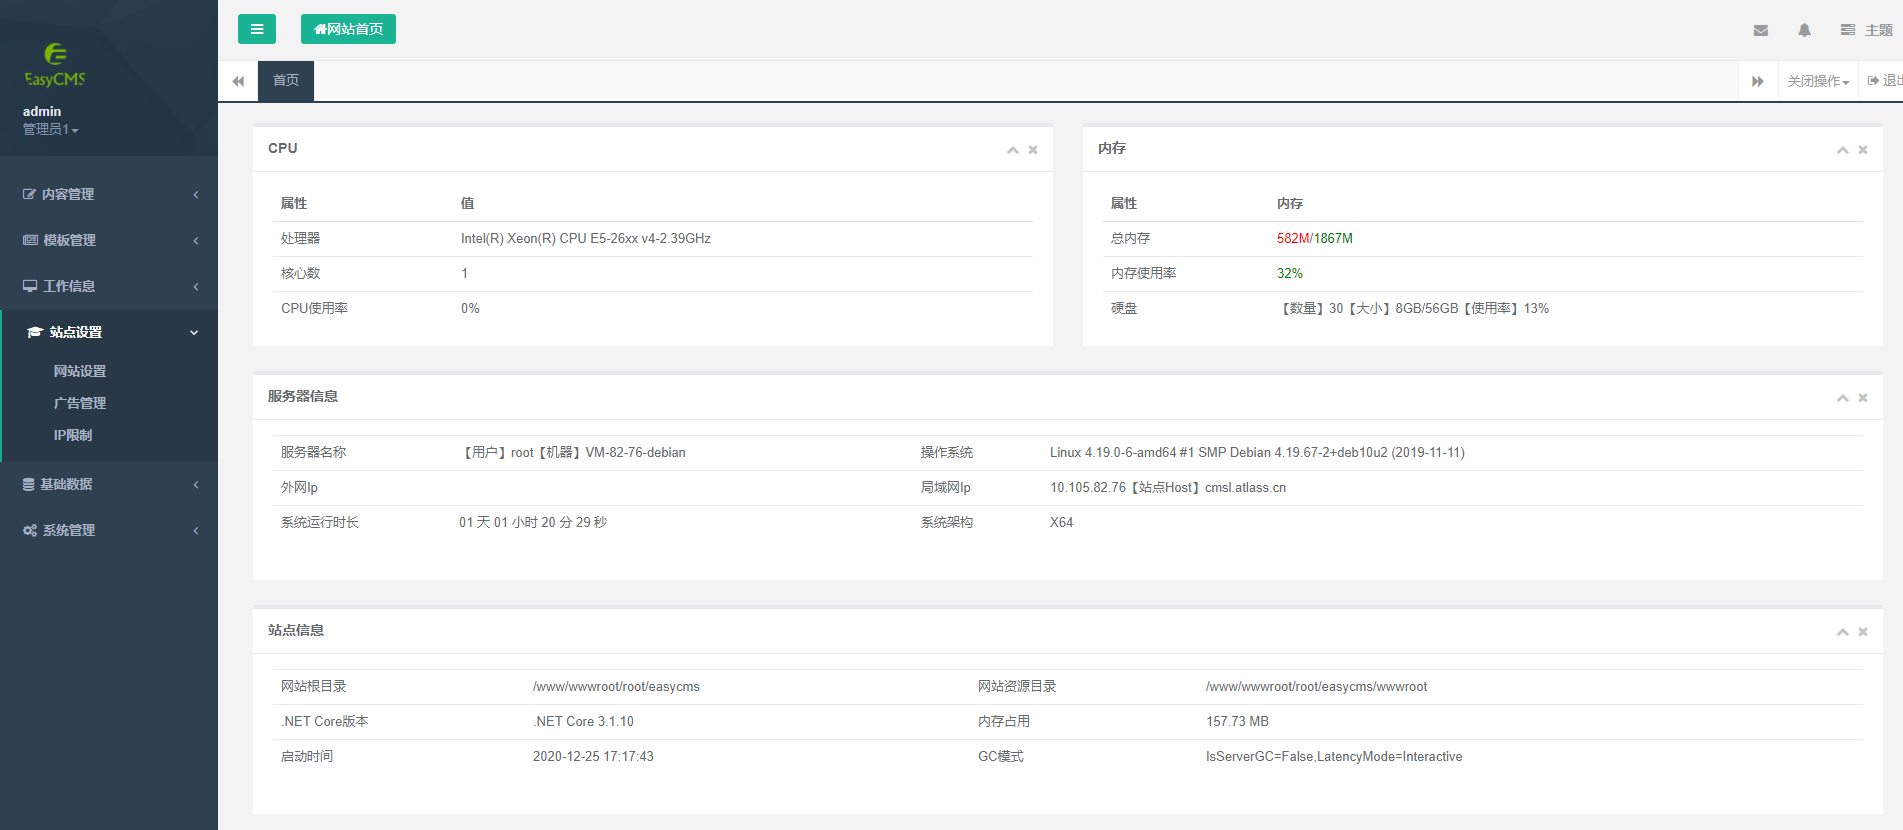 EasyCMS
admin
管理员1
内容管理
模板管理
工作信息
站点设置
网站设置
广告管理
IP限制
基础数据
系统管理
网站首页
主题
首页
关闭操作
退出
CPU
属性 值
处理器 Intel(R) Xeon(R) CPU E5-26xx v4-2.39GHz
核心数 1
CPU使用率 0%
内存
属性 内存
总内存 582M/1867M
内存使用率 32%
硬盘 【数量】30【大小】8GB/56GB【使用率】13%
服务器信息
服务器名称 【用户】root【机器】VM-82-76-debian 操作系统 Linux 4.19.0-6-amd64 #1 SMP Debian 4.19.67-2+deb10u2 (2019-11-11)
外网Ip 局域网Ip 10.105.82.76【站点Host】cmsl.atlass.cn
系统运行时长 01 天 01 小时 20 分 29 秒 系统架构 X64
站点信息
网站根目录 /www/wwwroot/root/easycms 网站资源目录 /www/wwwroot/root/easycms/wwwroot
.NET Core版本 .NET Core 3.1.10 内存占用 157.73 MB
启动时间 2020-12-25 17:17:43 GC模式 IsServerGC=False,LatencyMode=Interactive